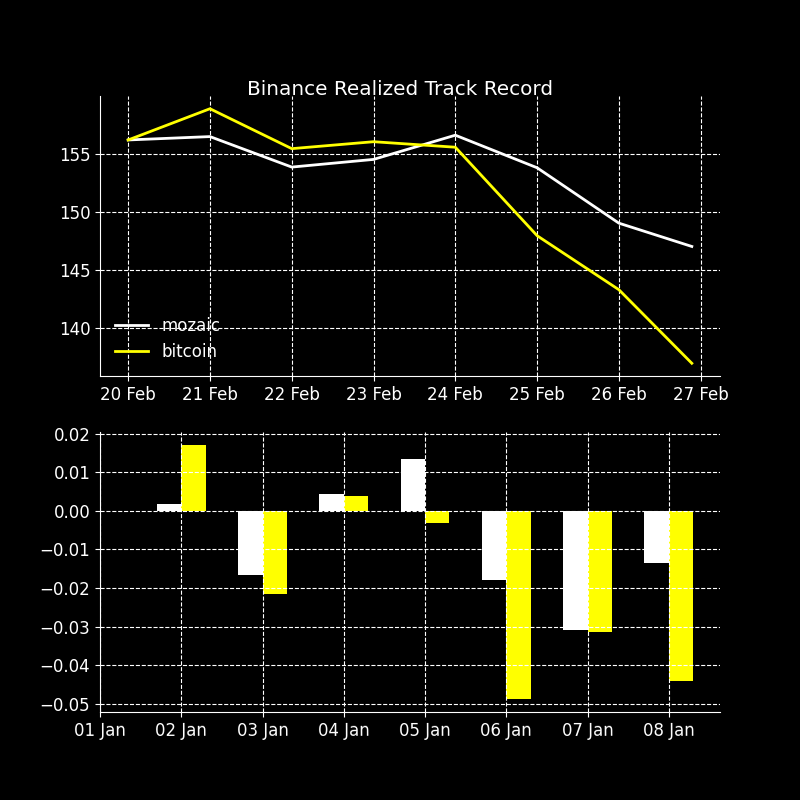 Binance Realized Track Record
155
150
145
140
mozaic
bitcoin
20 Feb 21 Feb 22 Feb 23 Feb 24 Feb 25 Feb 26 Feb 27 Feb
0.02
0.01
0.00
−0.01
−0.02
−0.03
−0.04
−0.05
01 Jan 02 Jan 03 Jan 04 Jan 05 Jan 06 Jan 07 Jan 08 Jan